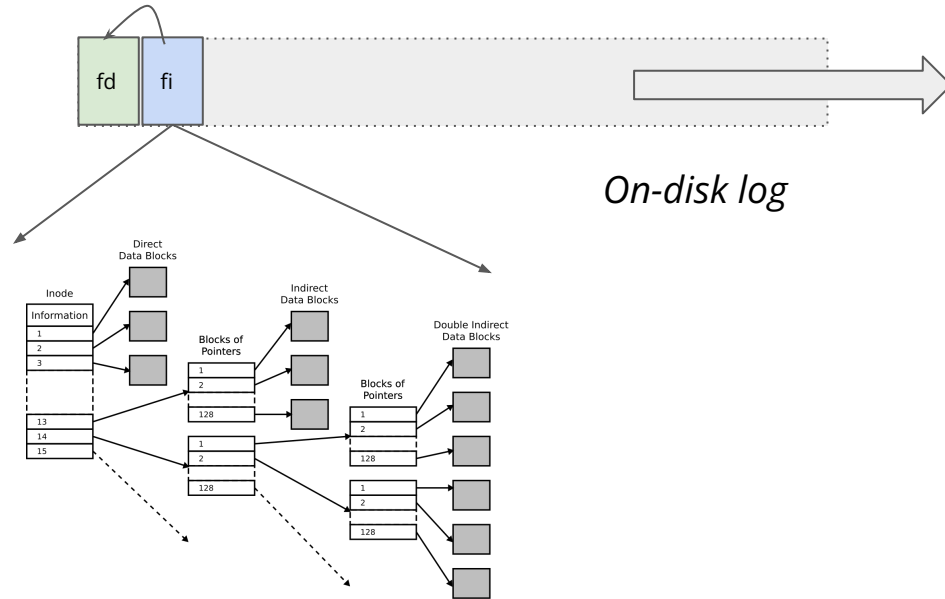 fd
fi
On-disk log
Direct
Data Blocks
Inode
Information
1
2
3
13
14
15
Blocks of
Pointers
1
2
128
1
2
128
Indirect
Data Blocks
Blocks of
Pointers
1
2
128
1
2
128
Double Indirect
Data Blocks